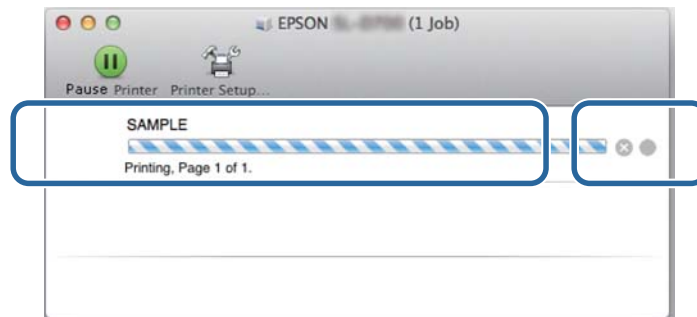 EPSON (1 Job)
Pause Printer Printer Setup...
SAMPLE
Printing, Page 1 of 1.